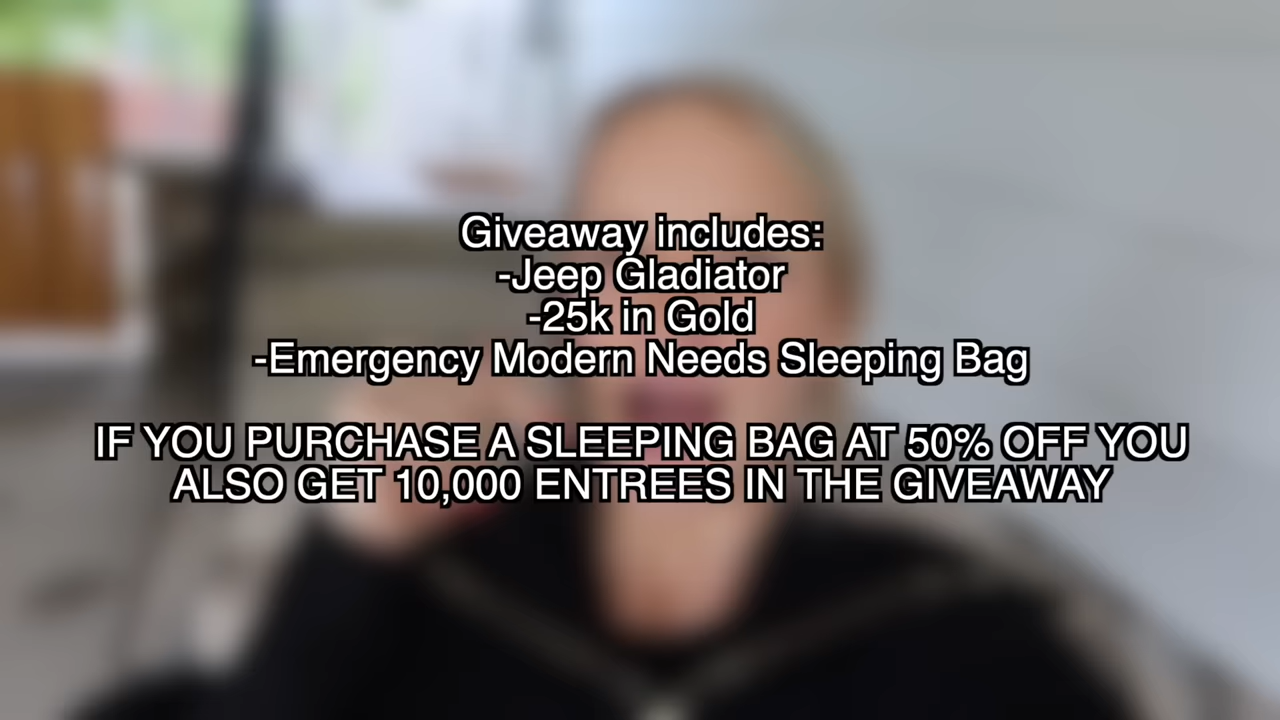 Giveaway includes:
-Jeep Gladiator
-25k in Gold
-Emergency Modern Needs Sleeping Bag
IF YOU PURCHASE A SLEEPING BAG AT 50% OFF YOU
ALSO GET 10,000 ENTREES IN THE GIVEAWAY